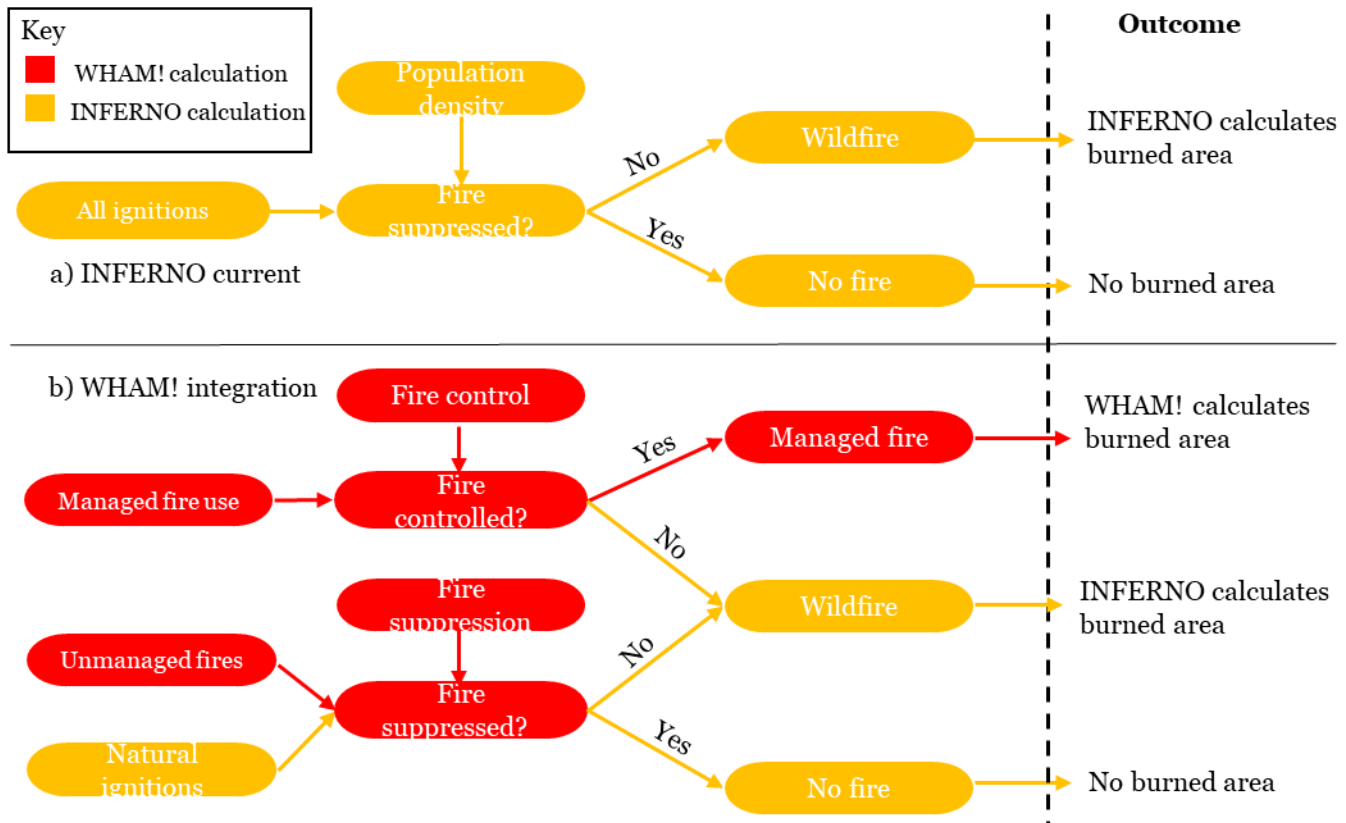 Key
WHAM! calculation
INFERNO calculation
Outcome
Population
density
All ignitions
Fire
suppressed?
No
Yes
Wildfire
No fire
INFERNO calculates
burned area
No burned area
a) INFERNO current
b) WHAM! integration
Fire control
Managed fire use
Fire
controlled?
Yes
No
Managed fire
WHAM! calculates
burned area
Fire
suppression
Unmanaged fires
Natural
ignitions
Fire
suppressed?
No
Yes
Wildfire
No fire
INFERNO calculates
burned area
No burned area